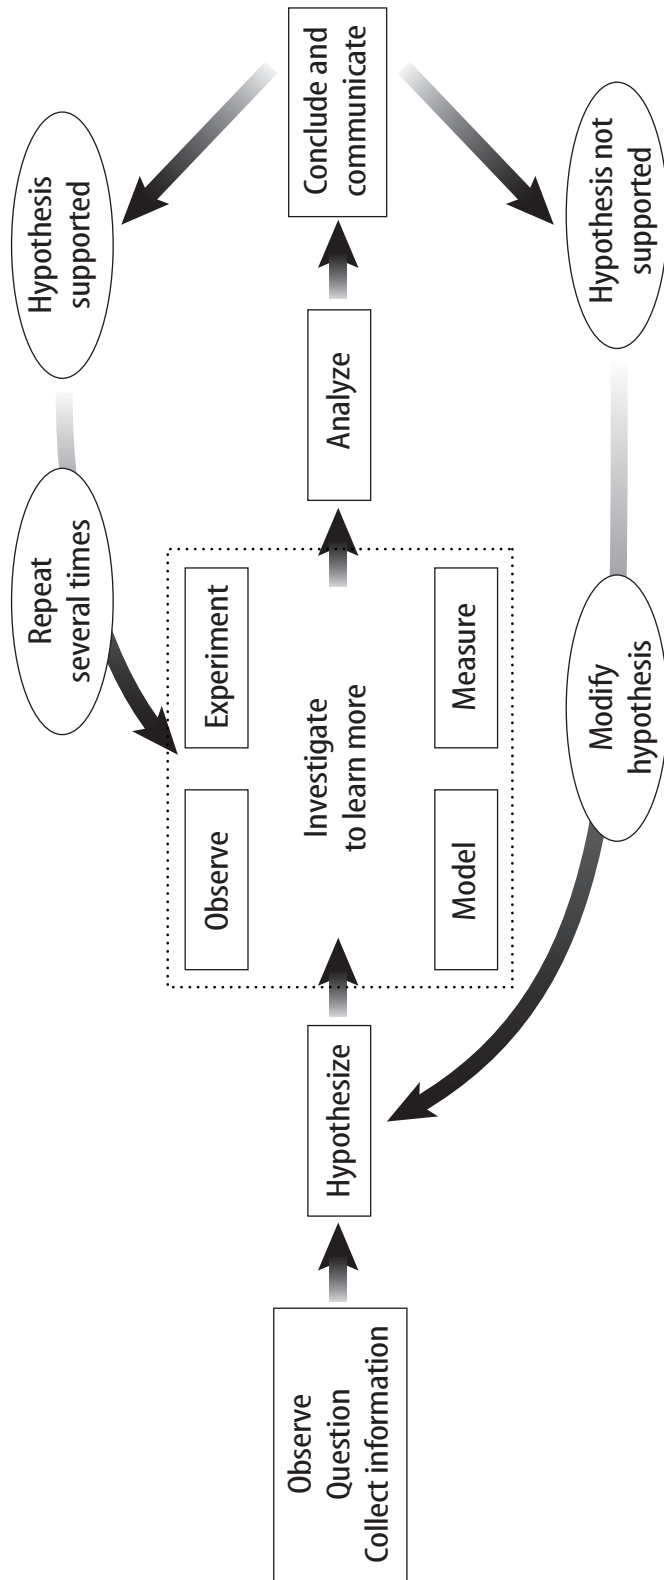 Observe
Question
Collect information
Hypothesize
Observe
Experiment
Investigate
to learn more
Model
Measure
Analyze
Conclude and
communicate
Hypothesis
supported
Repeat
several times
Hypothesis not
supported
Modify
hypothesis